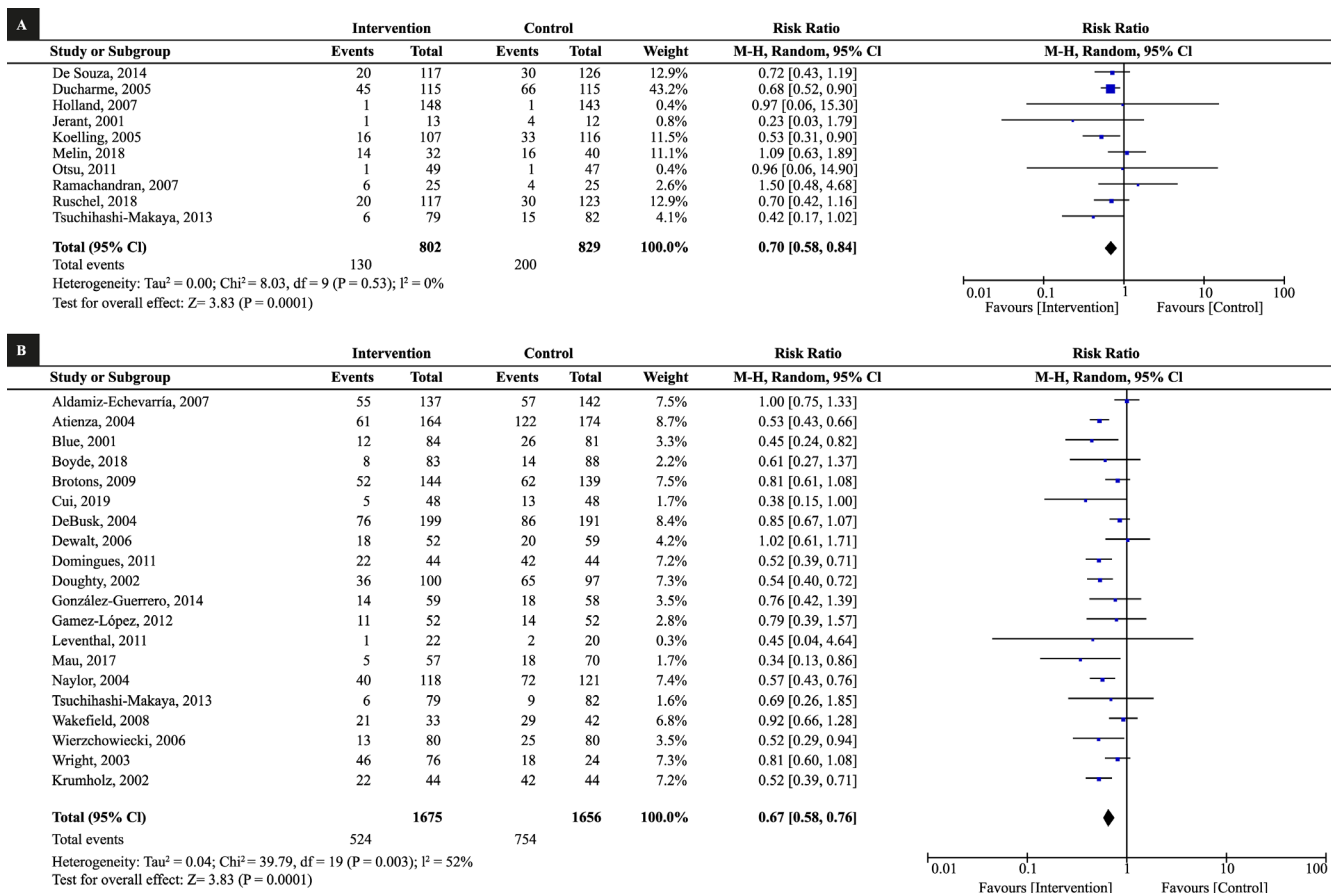 A
Intervention Control Risk Ratio Risk Ratio
Study or Subgroup Events Total Events Total Weight M-H, Random, 95% Cl M-H, Random, 95% Cl
De Souza, 2014 20 117 30 126 12.9% 0.72 [0.43, 1.19]
Ducharme, 2005 45 115 66 115 43.2% 0.68 [0.52, 0.90]
Holland, 2007 1 148 1 143 0.4% 0.97 [0.06, 15.30]
Jerant, 2001 1 13 4 12 0.8% 0.23 [0.03, 1.79]
Koelling, 2005 16 107 33 116 11.5% 0.53 [0.31, 0.90]
Melin, 2018 14 32 16 40 11.1% 1.09 [0.63, 1.89]
Otsu, 2011 1 49 1 47 0.4% 0.96 [0.06, 14.90]
Ramachandran, 2007 6 25 4 25 2.6% 1.50 [0.48, 4.68]
Ruschel, 2018 20 117 30 123 12.9% 0.70 [0.42, 1.16]
Tsuchihashi-Makaya, 2013 6 79 15 82 4.1% 0.42 [0.17, 1.02]
Total (95% Cl) 802 829 100.0% 0.70 [0.58, 0.84]
Total events 130 200
Heterogeneity: Tau² = 0.00; Chi² = 8.03, df = 9 (P = 0.53); l² = 0%
Test for overall effect: Z= 3.83 (P = 0.0001)
0.01 0.1 1 10 100
Favours [Intervention] Favours [Control]
B
Intervention Control Risk Ratio Risk Ratio
Study or Subgroup Events Total Events Total Weight M-H, Random, 95% Cl M-H, Random, 95% Cl
Aldamiz-Echevarría, 2007 55 137 57 142 7.5% 1.00 [0.75, 1.33]
Atienza, 2004 61 164 122 174 8.7% 0.53 [0.43, 0.66]
Blue, 2001 12 84 26 81 3.3% 0.45 [0.24, 0.82]
Boyde, 2018 8 83 14 88 2.2% 0.61 [0.27, 1.37]
Brotons, 2009 52 144 62 139 7.5% 0.81 [0.61, 1.08]
Cui, 2019 5 48 13 48 1.7% 0.38 [0.15, 1.00]
DeBusk, 2004 76 199 86 191 8.4% 0.85 [0.67, 1.07]
Dewalt, 2006 18 52 20 59 4.2% 1.02 [0.61, 1.71]
Domingues, 2011 22 44 42 44 7.2% 0.52 [0.39, 0.71]
Doughty, 2002 36 100 65 97 7.3% 0.54 [0.40, 0.72]
González-Guerrero, 2014 14 59 18 58 3.5% 0.76 [0.42, 1.39]
Gamez-López, 2012 11 52 14 52 2.8% 0.79 [0.39, 1.57]
Leventhal, 2011 1 22 2 20 0.3% 0.45 [0.04, 4.64]
Mau, 2017 5 57 18 70 1.7% 0.34 [0.13, 0.86]
Naylor, 2004 40 118 72 121 7.4% 0.57 [0.43, 0.76]
Tsuchihashi-Makaya, 2013 6 79 9 82 1.6% 0.69 [0.26, 1.85]
Wakefield, 2008 21 33 29 42 6.8% 0.92 [0.66, 1.28]
Wierzchowiecki, 2006 13 80 25 80 3.5% 0.52 [0.29, 0.94]
Wright, 2003 46 76 18 24 7.3% 0.81 [0.60, 1.08]
Krumholz, 2002 22 44 42 44 7.2% 0.52 [0.39, 0.71]
Total (95% Cl) 1675 1656 100.0% 0.67 [0.58, 0.76]
Total events 524 754
Heterogeneity: Tau² = 0.04; Chi² = 39.79, df = 19 (P = 0.003); l² = 52%
Test for overall effect: Z= 3.83 (P = 0.0001)
0.01 0.1 1 10 100
Favours [Intervention] Favours [Control]